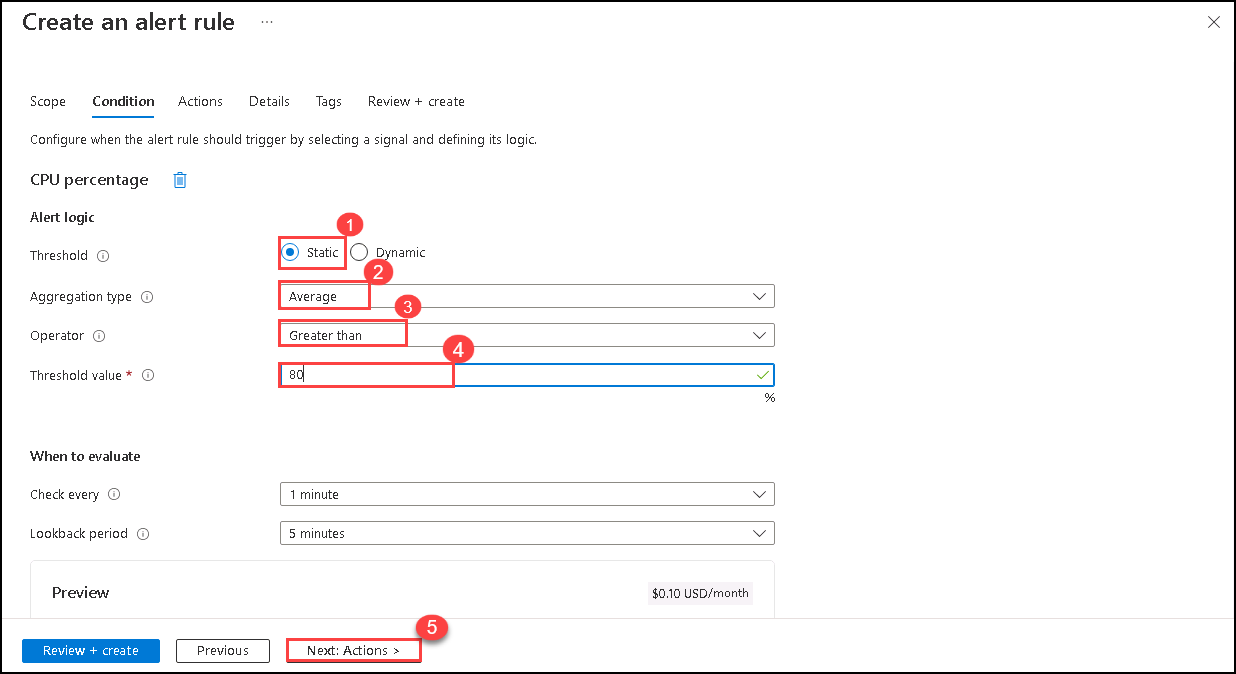 Create an alert rule ...
Scope Condition Actions Details Tags Review + create
Configure when the alert rule should trigger by selecting a signal and defining its logic.
CPU percentage
Alert logic
1
Threshold Static Dynamic
2
Aggregation type Average
3
Operator Greater than
4
Threshold value * 80
%
When to evaluate
Check every 1 minute
Lookback period 5 minutes
Preview $0.10 USD/month
5
Review + create Previous Next: Actions >